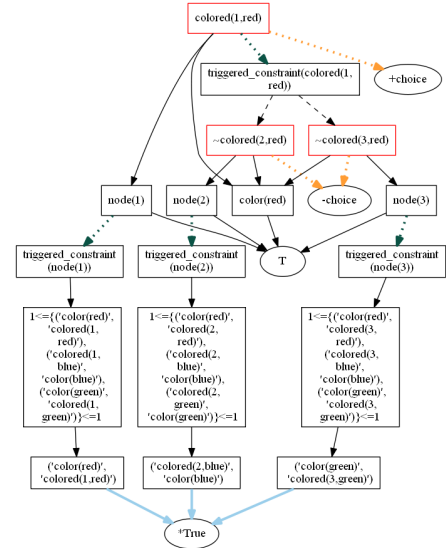 colored(1,red)
+choice
triggered_constraint(colored(1,
red))
~colored(2,red)
~colored(3,red)
node(1)
node(2)
color(red)
-choice
node(3)
T
triggered_constraint
(node(1))
triggered_constraint
(node(2))
triggered_constraint
(node(3))
1<={('color(red)',
'colored(1,
red)'),
('colored(1,
blue)',
'color(blue)'),
('color(green)',
'colored(1,
green)')}<=1
1<={('color(red)',
'colored(2,
red)'),
('colored(2,
blue)',
'color(blue)'),
('colored(2,
green)',
'color(green)')}<=1
1<={('color(red)',
'colored(3,
red)'),
('colored(3,
blue)',
'color(blue)'),
('color(green)',
'colored(3,
green)')}<=1
('color(red)',
'colored(1,red)')
('colored(2,blue)',
'color(blue)')
('color(green)',
'colored(3,green)')
*True